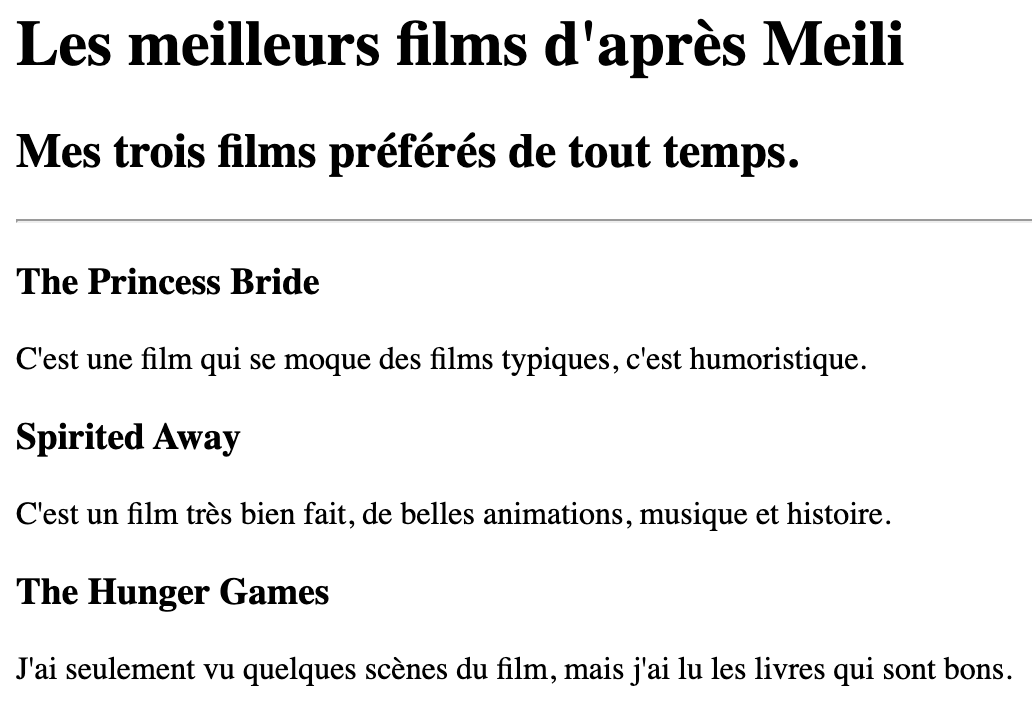 Les meilleurs films d'après Meili
Mes trois films préférés de tout temps.
The Princess Bride
C'est une film qui se moque des films typiques, c'est humoristique.
Spirited Away
C'est un film très bien fait, de belles animations, musique et histoire.
The Hunger Games
J'ai seulement vu quelques scènes du film, mais j'ai lu les livres qui sont bons.